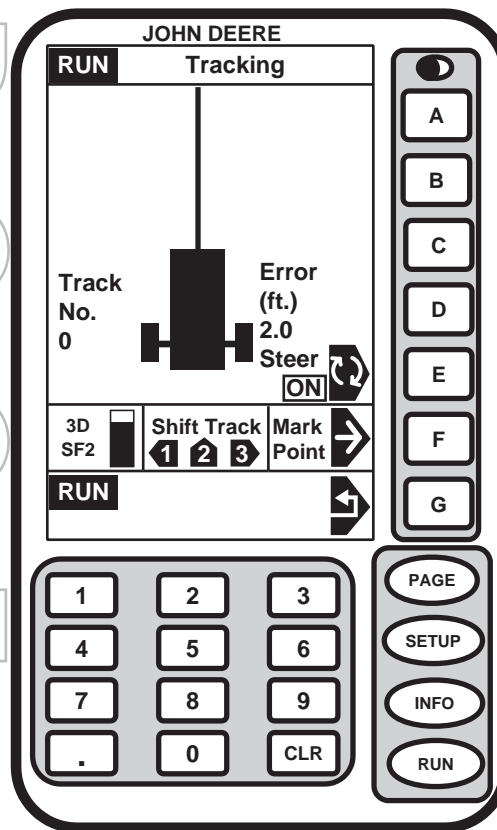 JOHN DEERE
RUN Tracking
Track
No.
0
Error
(ft.)
2.0
Steer
ON
3D
SF2
Shift Track
1 2 3
Mark
Point
RUN
A
B
C
D
E
F
G
PAGE
SETUP
INFO
RUN
1 2 3
4 5 6
7 8 9
. 0 CLR